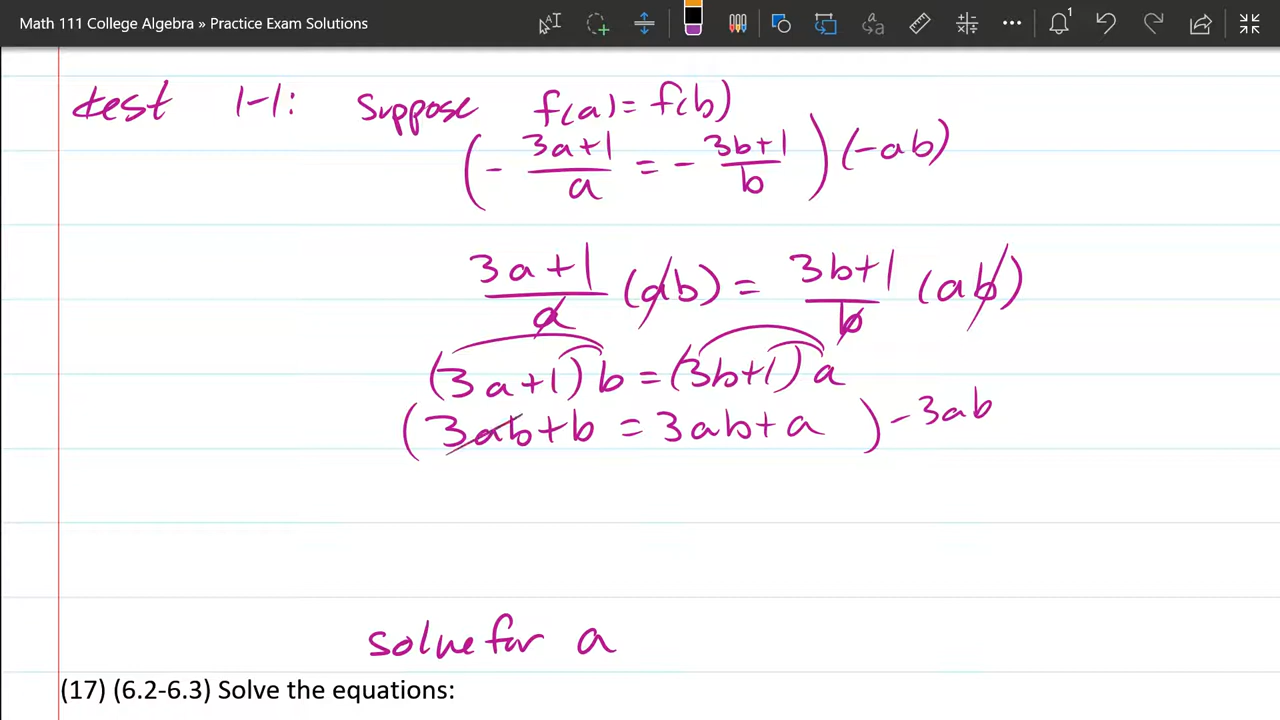 Math 111 College Algebra » Practice Exam Solutions
test 1-1: Suppose f(a) = f(b)
(- 3a+1/a = - 3b+1/b)(-ab)
3a+1/a (ab) = 3b+1/b (ab)
(3a+1)b = (3b+1)a
(3ab+b = 3ab+a) -3ab
solve for a
(17) (6.2-6.3) Solve the equations: